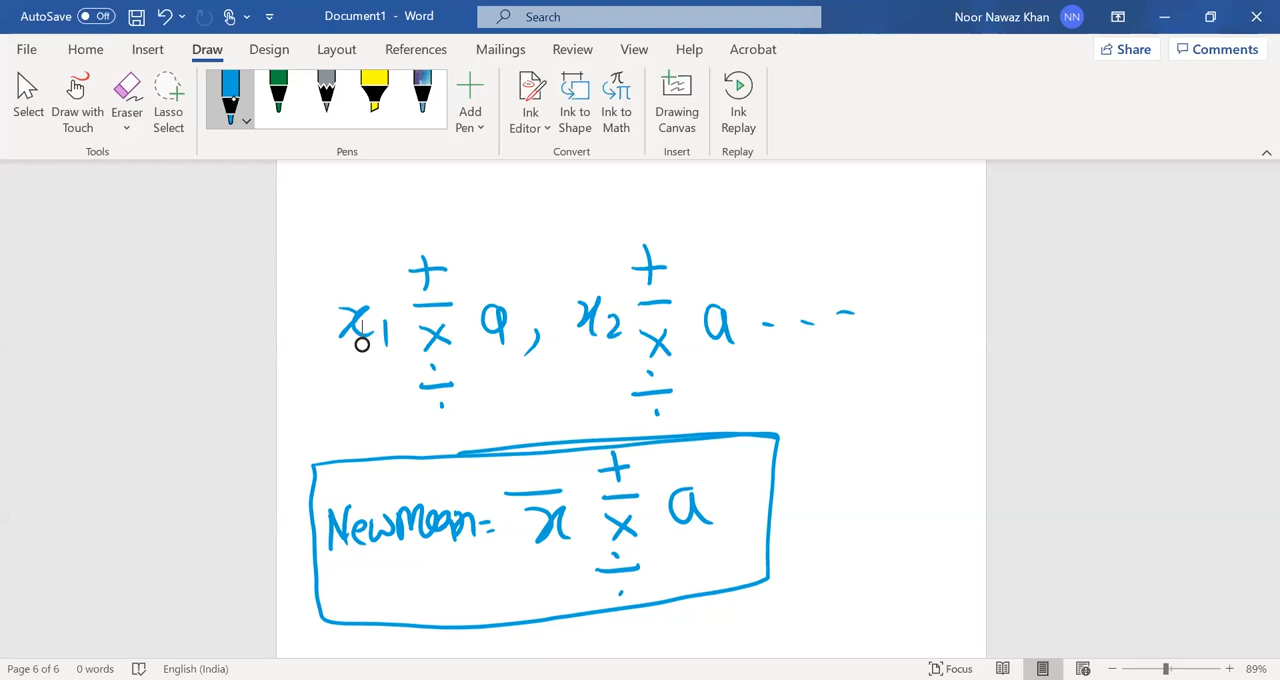 AutoSave Off Document1 - Word Search Noor Nawaz Khan NN
File Home Insert Draw Design Layout References Mailings Review View Help Acrobat Share Comments
Select Draw with Touch Eraser Lasso Select Add Pen Ink Editor Ink to Shape Ink to Math Drawing Canvas Ink Replay
Tools Pens Convert Insert Replay
+ +
− −
x1 × a , x2 × a - - -
÷ ÷
+
−
New Mean = x̄ × a
÷
Page 6 of 6 0 words English (India) Focus 89%